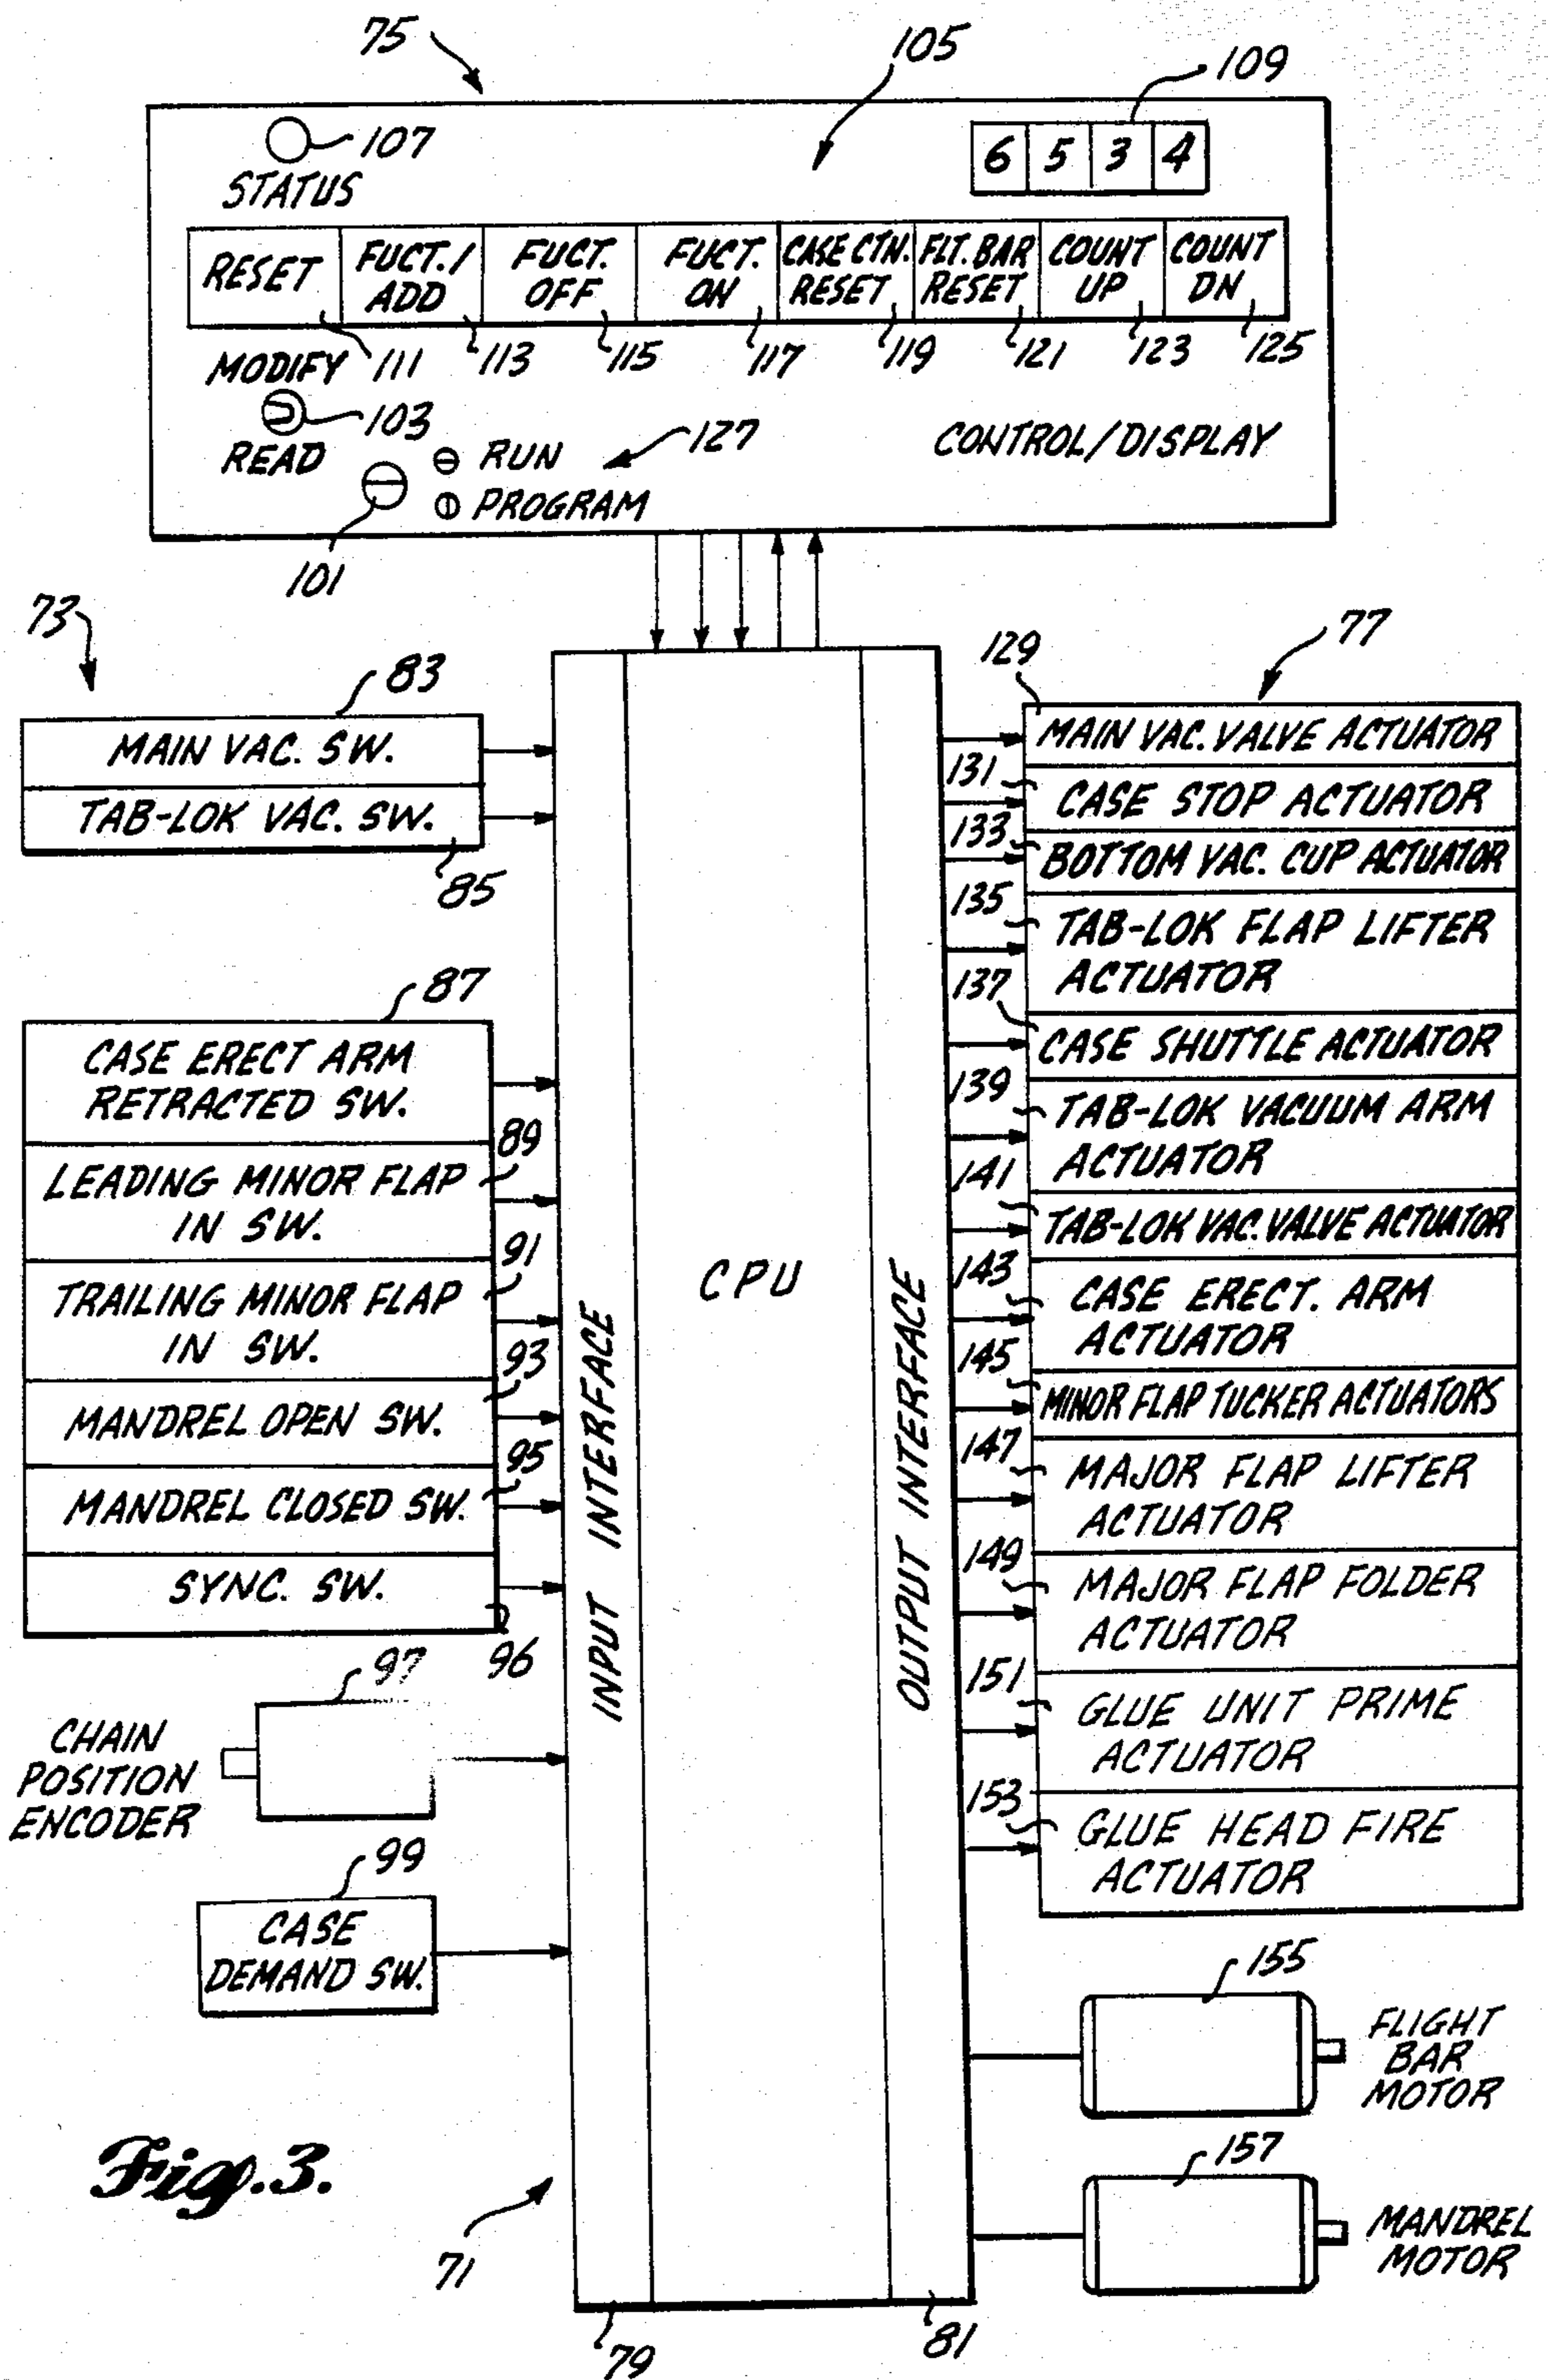 75
105
109
107
6 5 3 4
STATUS
RESET
FUCT./
ADD
FUCT.
OFF
FUCT.
ON
CASE CTN.
RESET
FLT. BAR
RESET
COUNT
UP
COUNT
DN
MODIFY 111 113 115 117 119 121 123 125
103
READ
RUN
127
PROGRAM
CONTROL/DISPLAY
101
73
83
MAIN VAC. SW.
TAB-LOK VAC. SW.
85
87
CASE ERECT ARM
RETRACTED SW.
89
LEADING MINOR FLAP
IN SW.
91
TRAILING MINOR FLAP
IN SW.
93
MANDREL OPEN SW.
95
MANDREL CLOSED SW.
SYNC. SW.
96
97
CHAIN
POSITION
ENCODER
99
CASE
DEMAND SW.
INPUT INTERFACE
CPU
OUTPUT INTERFACE
77
129
MAIN VAC. VALVE ACTUATOR
131
CASE STOP ACTUATOR
133
BOTTOM VAC. CUP ACTUATOR
135
TAB-LOK FLAP LIFTER
ACTUATOR
137
CASE SHUTTLE ACTUATOR
139
TAB-LOK VACUUM ARM
ACTUATOR
141
TAB-LOK VAC. VALVE ACTUATOR
143
CASE ERECT. ARM
ACTUATOR
145
MINOR FLAP TUCKER ACTUATORS
147
MAJOR FLAP LIFTER
ACTUATOR
149
MAJOR FLAP FOLDER
ACTUATOR
151
GLUE UNIT PRIME
ACTUATOR
153
GLUE HEAD FIRE
ACTUATOR
155
FLIGHT
BAR
MOTOR
157
MANDREL
MOTOR
Fig. 3.
71
79
81